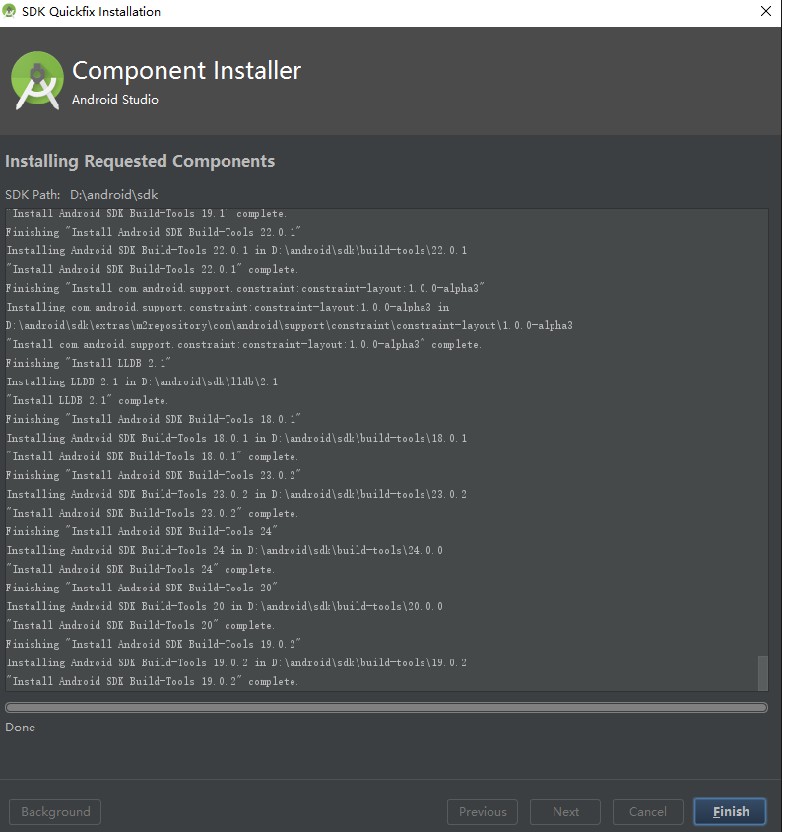 SDK Quickfix Installation
Component Installer
Android Studio
Installing Requested Components
SDK Path: D:\android\sdk
"Install Android SDK Build-Tools 19.1" complete.
Finishing "Install Android SDK Build-Tools 22.0.1"
Installing Android SDK Build-Tools 22.0.1 in D:\android\sdk\build-tools\22.0.1
"Install Android SDK Build-Tools 22.0.1" complete.
Finishing "Install com.android.support.constraint:constraint-layout:1.0.0-alpha3"
Installing com.android.support.constraint:constraint-layout:1.0.0-alpha3 in
D:\android\sdk\extras\m2repository\com\android\support\constraint\constraint-layout\1.0.0-alpha3
"Install com.android.support.constraint:constraint-layout:1.0.0-alpha3" complete.
Finishing "Install LLDB 2.1"
Installing LLDB 2.1 in D:\android\sdk\lldb\2.1
"Install LLDB 2.1" complete.
Finishing "Install Android SDK Build-Tools 18.0.1"
Installing Android SDK Build-Tools 18.0.1 in D:\android\sdk\build-tools\18.0.1
"Install Android SDK Build-Tools 18.0.1" complete.
Finishing "Install Android SDK Build-Tools 23.0.2"
Installing Android SDK Build-Tools 23.0.2 in D:\android\sdk\build-tools\23.0.2
"Install Android SDK Build-Tools 23.0.2" complete.
Finishing "Install Android SDK Build-Tools 24"
Installing Android SDK Build-Tools 24 in D:\android\sdk\build-tools\24.0.0
"Install Android SDK Build-Tools 24" complete.
Finishing "Install Android SDK Build-Tools 20"
Installing Android SDK Build-Tools 20 in D:\android\sdk\build-tools\20.0.0
"Install Android SDK Build-Tools 20" complete.
Finishing "Install Android SDK Build-Tools 19.0.2"
Installing Android SDK Build-Tools 19.0.2 in D:\android\sdk\build-tools\19.0.2
"Install Android SDK Build-Tools 19.0.2" complete.
Done
Background Previous Next Cancel Finish